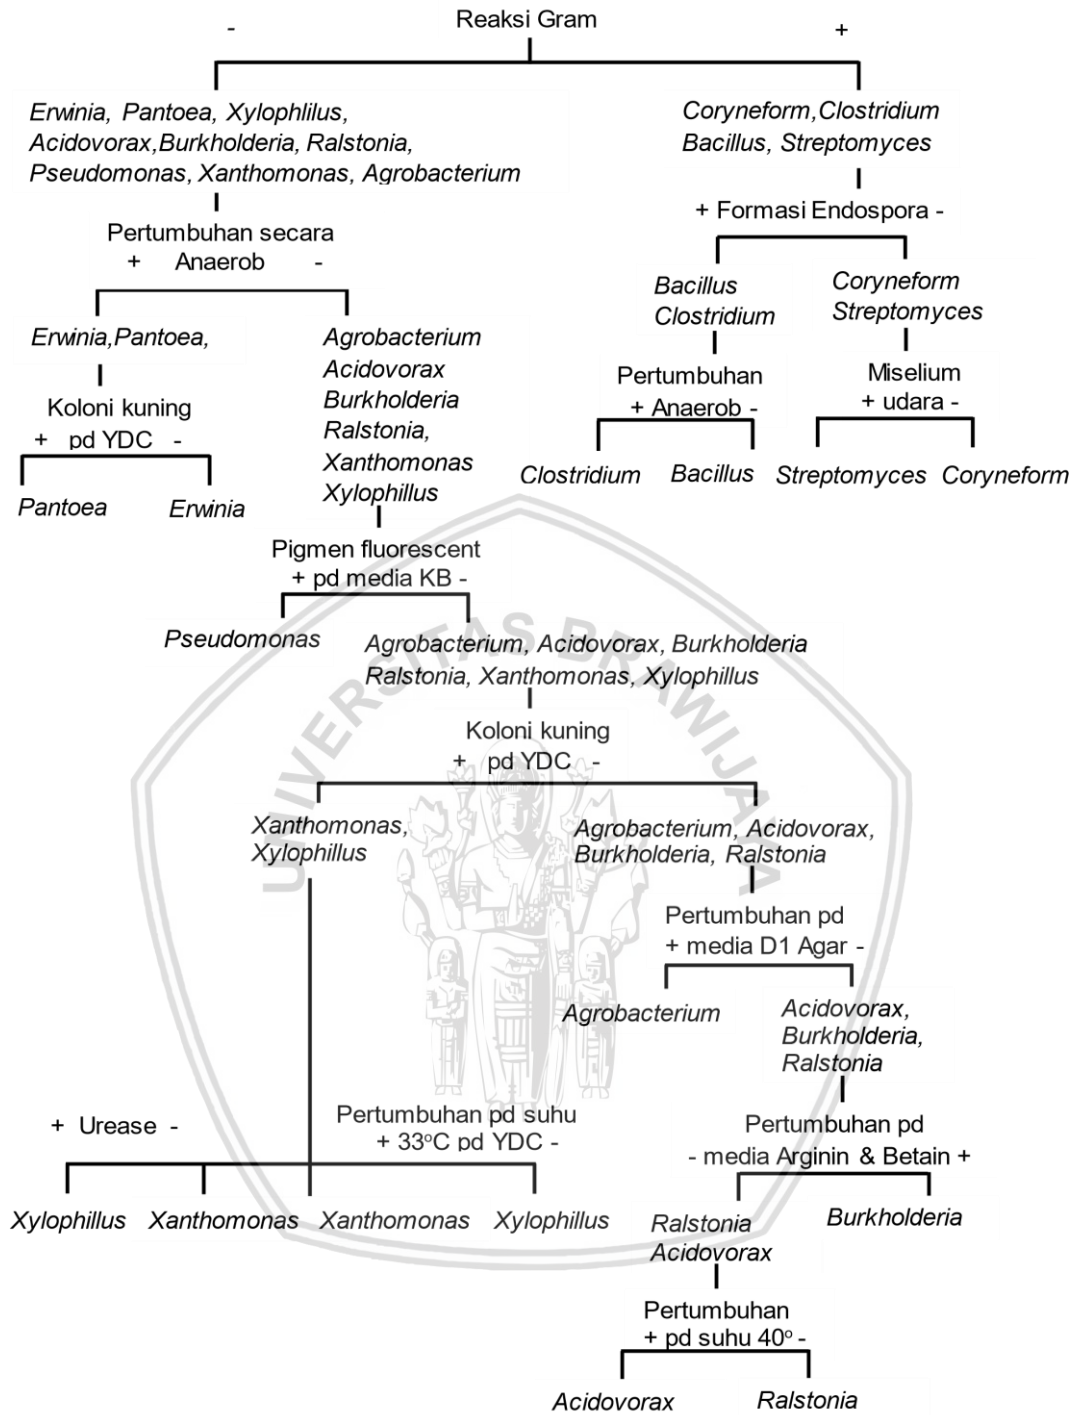 Reaksi Gram
- +
Erwinia, Pantoea, Xylophlilus,
Acidovorax,Burkholderia, Ralstonia,
Pseudomonas, Xanthomonas, Agrobacterium
Coryneform,Clostridium
Bacillus, Streptomyces
Pertumbuhan secara
+ Anaerob -
+ Formasi Endospora -
Erwinia,Pantoea,
Agrobacterium
Acidovorax
Burkholderia
Ralstonia,
Xanthomonas
Xylophillus
Bacillus
Clostridium
Coryneform
Streptomyces
Koloni kuning
+ pd YDC -
Pertumbuhan
+ Anaerob -
Miselium
+ udara -
Pantoea Erwinia
Clostridium Bacillus Streptomyces Coryneform
Pigmen fluorescent
+ pd media KB -
Pseudomonas
Agrobacterium, Acidovorax, Burkholderia
Ralstonia, Xanthomonas, Xylophillus
UNIVERSITAS BRAWIJAYA
Koloni kuning
+ pd YDC -
Xanthomonas,
Xylophillus
Agrobacterium, Acidovorax,
Burkholderia, Ralstonia
Pertumbuhan pd
+ media D1 Agar -
Agrobacterium
Acidovorax,
Burkholderia,
Ralstonia
+ Urease -
Pertumbuhan pd suhu
+ 33°C pd YDC -
Pertumbuhan pd
- media Arginin & Betain +
Xylophillus Xanthomonas Xanthomonas Xylophillus
Ralstonia
Acidovorax
Burkholderia
Pertumbuhan
+ pd suhu 40° -
Acidovorax Ralstonia